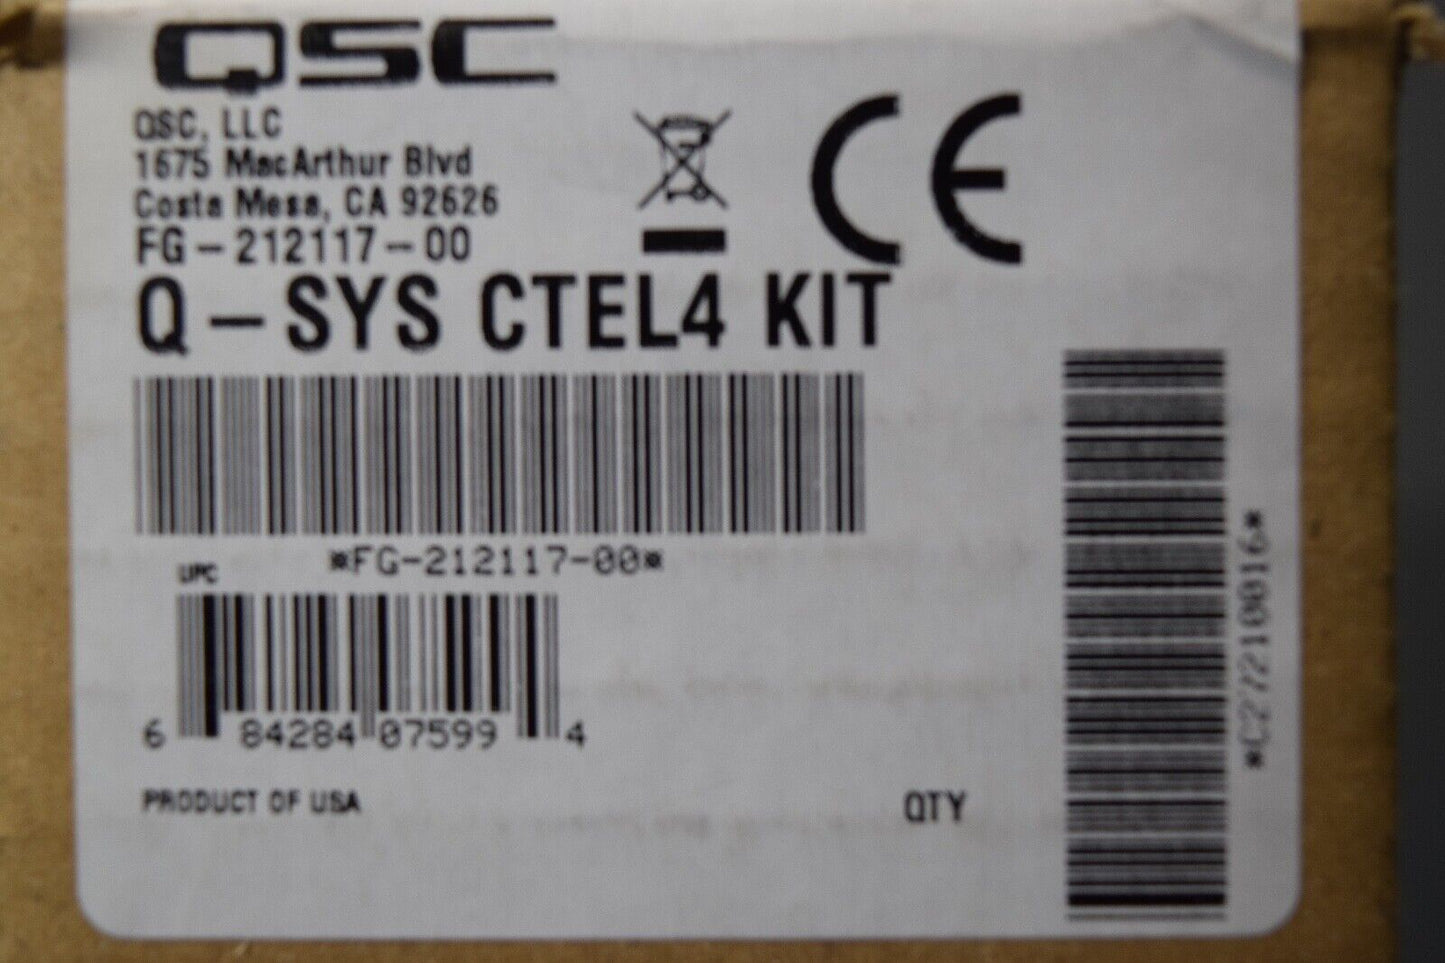 QSC
QSC, LLC
1675 MacArthur Blvd
Costa Mesa, CA 92626
FG-212117-00
CE
Q-SYS CTEL4 KIT
*FG-212117-00*
UPC
6 84284 07599 4
PRODUCT OF USA
QTY